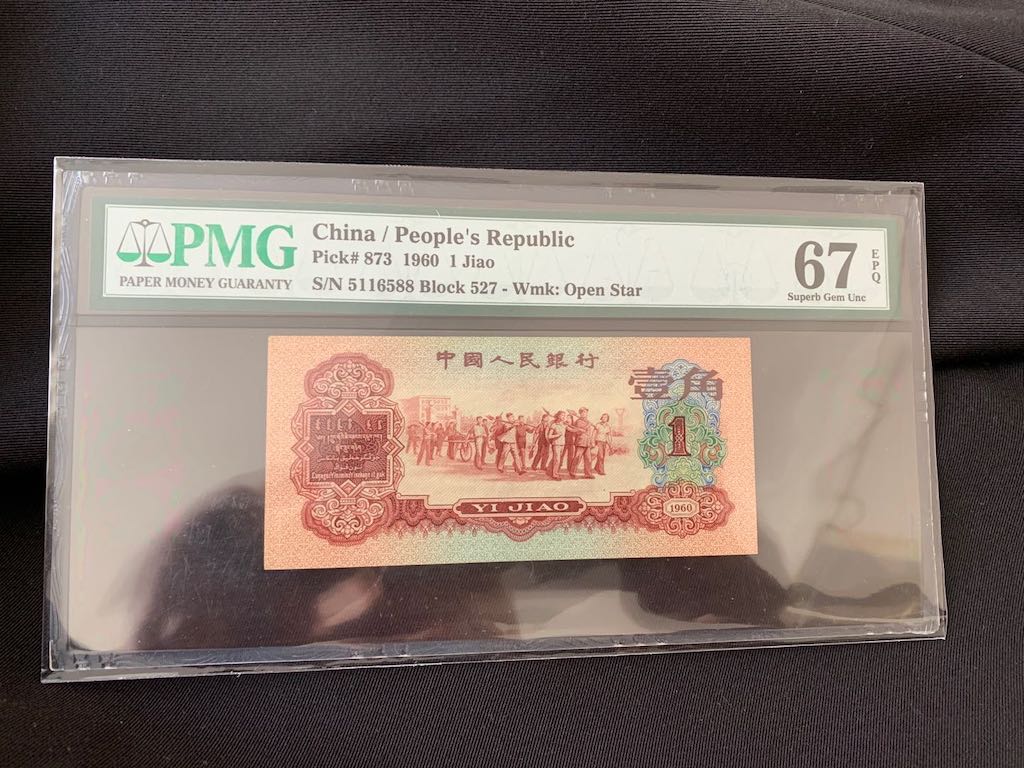 PMG
PAPER MONEY GUARANTY
China / People's Republic
Pick# 873 1960 1 Jiao
S/N 5116588 Block 527 - Wmk: Open Star
67
EPQ
Superb Gem Unc
中國人民銀行
壹角
1
YI JIAO
1960